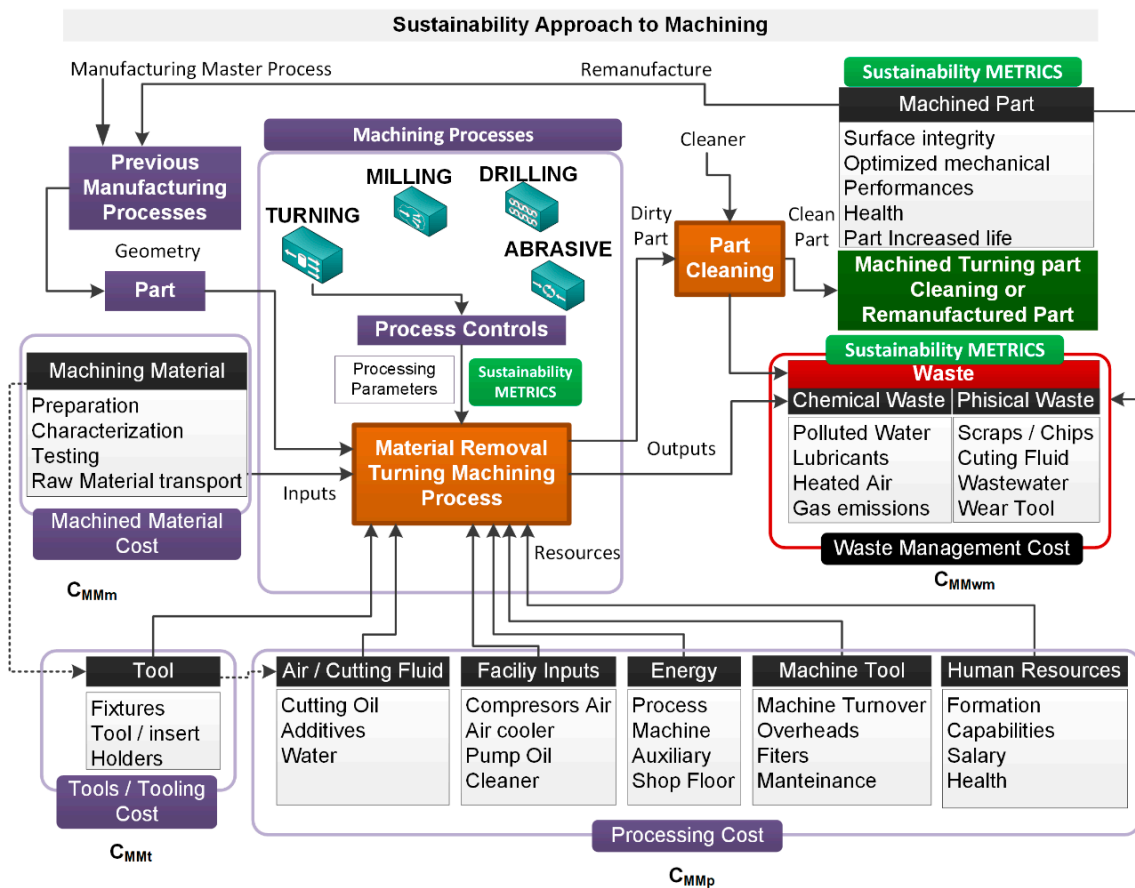 Sustainability Approach to Machining
Manufacturing Master Process
Remanufacture
Sustainability METRICS
Machined Part
Surface integrity
Optimized mechanical
Performances
Health
Part Increased life
Previous
Manufacturing
Processes
Machining Processes
MILLING
DRILLING
TURNING
ABRASIVE
Cleaner
Dirty
Part
Part
Cleaning
Clean
Part
Geometry
Part
Process Controls
Machined Turning part
Cleaning or
Remanufactured Part
Processing
Parameters
Sustainability
METRICS
Machining Material
Preparation
Characterization
Testing
Raw Material transport
Machined Material
Cost
CMMm
Inputs
Material Removal
Turning Machining
Process
Outputs
Resources
Sustainability METRICS
Waste
Chemical Waste
Polluted Water
Lubricants
Heated Air
Gas emissions
Phisical Waste
Scraps / Chips
Cuting Fluid
Wastewater
Wear Tool
Waste Management Cost
CMMwm
Tool
Fixtures
Tool / insert
Holders
Tools / Tooling
Cost
CMMt
Air / Cutting Fluid
Cutting Oil
Additives
Water
Faciliy Inputs
Compresors Air
Air cooler
Pump Oil
Cleaner
Energy
Process
Machine
Auxiliary
Shop Floor
Machine Tool
Machine Turnover
Overheads
Fiters
Manteinance
Human Resources
Formation
Capabilities
Salary
Health
Processing Cost
CMMp